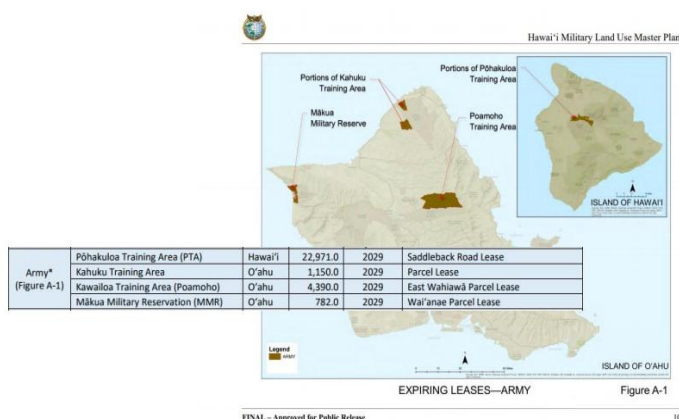 Hawai‘i Military Land Use Master Plan
Portions of Kahuku
Training Area
Mākua
Military Reserve
Poamoho
Training Area
Portions of Pōhakuloa
Training Area
ISLAND OF HAWAI'I
Army*
(Figure A-1)
Pōhakuloa Training Area (PTA) Hawai‘i 22,971.0 2029 Saddleback Road Lease
Kahuku Training Area O‘ahu 1,150.0 2029 Parcel Lease
Kawailoa Training Area (Poamoho) O‘ahu 4,390.0 2029 East Wahiawā Parcel Lease
Mākua Military Reservation (MMR) O‘ahu 782.0 2029 Wai‘anae Parcel Lease
Legend
ARMY
ISLAND OF O'AHU
EXPIRING LEASES—ARMY
Figure A-1
FINAL – Approved for Public Release